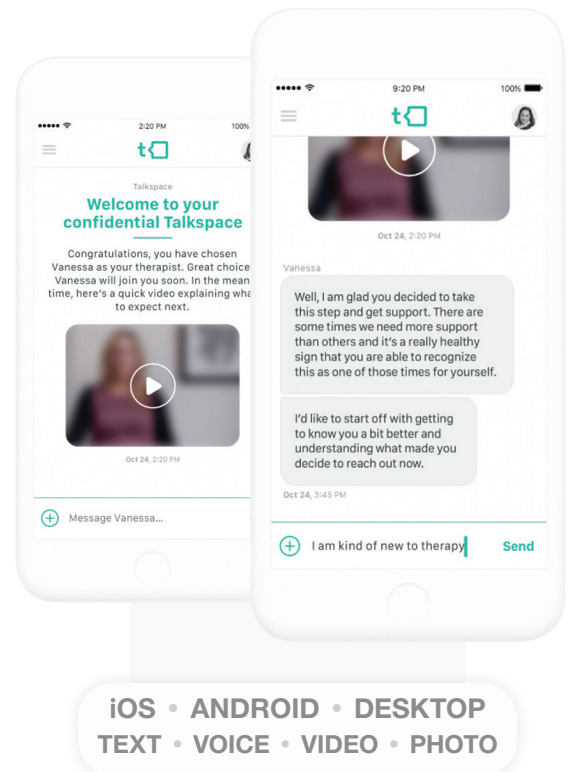 2:20 PM
100%
t
Talkspace
Welcome to your
confidential Talkspace
Congratulations, you have chosen
Vanessa as your therapist. Great choice
Vanessa will join you soon. In the mean
time, here's a quick video explaining wha
to expect next.
Oct 24, 2:20 PM
Message Vanessa...
9:20 PM
100%
t
Oct 24, 2:20 PM
Vanessa
Well, I am glad you decided to take
this step and get support. There are
some times we need more support
than others and it's a really healthy
sign that you are able to recognize
this as one of those times for yourself.
I'd like to start off with getting
to know you a bit better and
understanding what made you
decide to reach out now.
Oct 24, 3:45 PM
I am kind of new to therapy
Send
iOS • ANDROID • DESKTOP
TEXT • VOICE • VIDEO • PHOTO